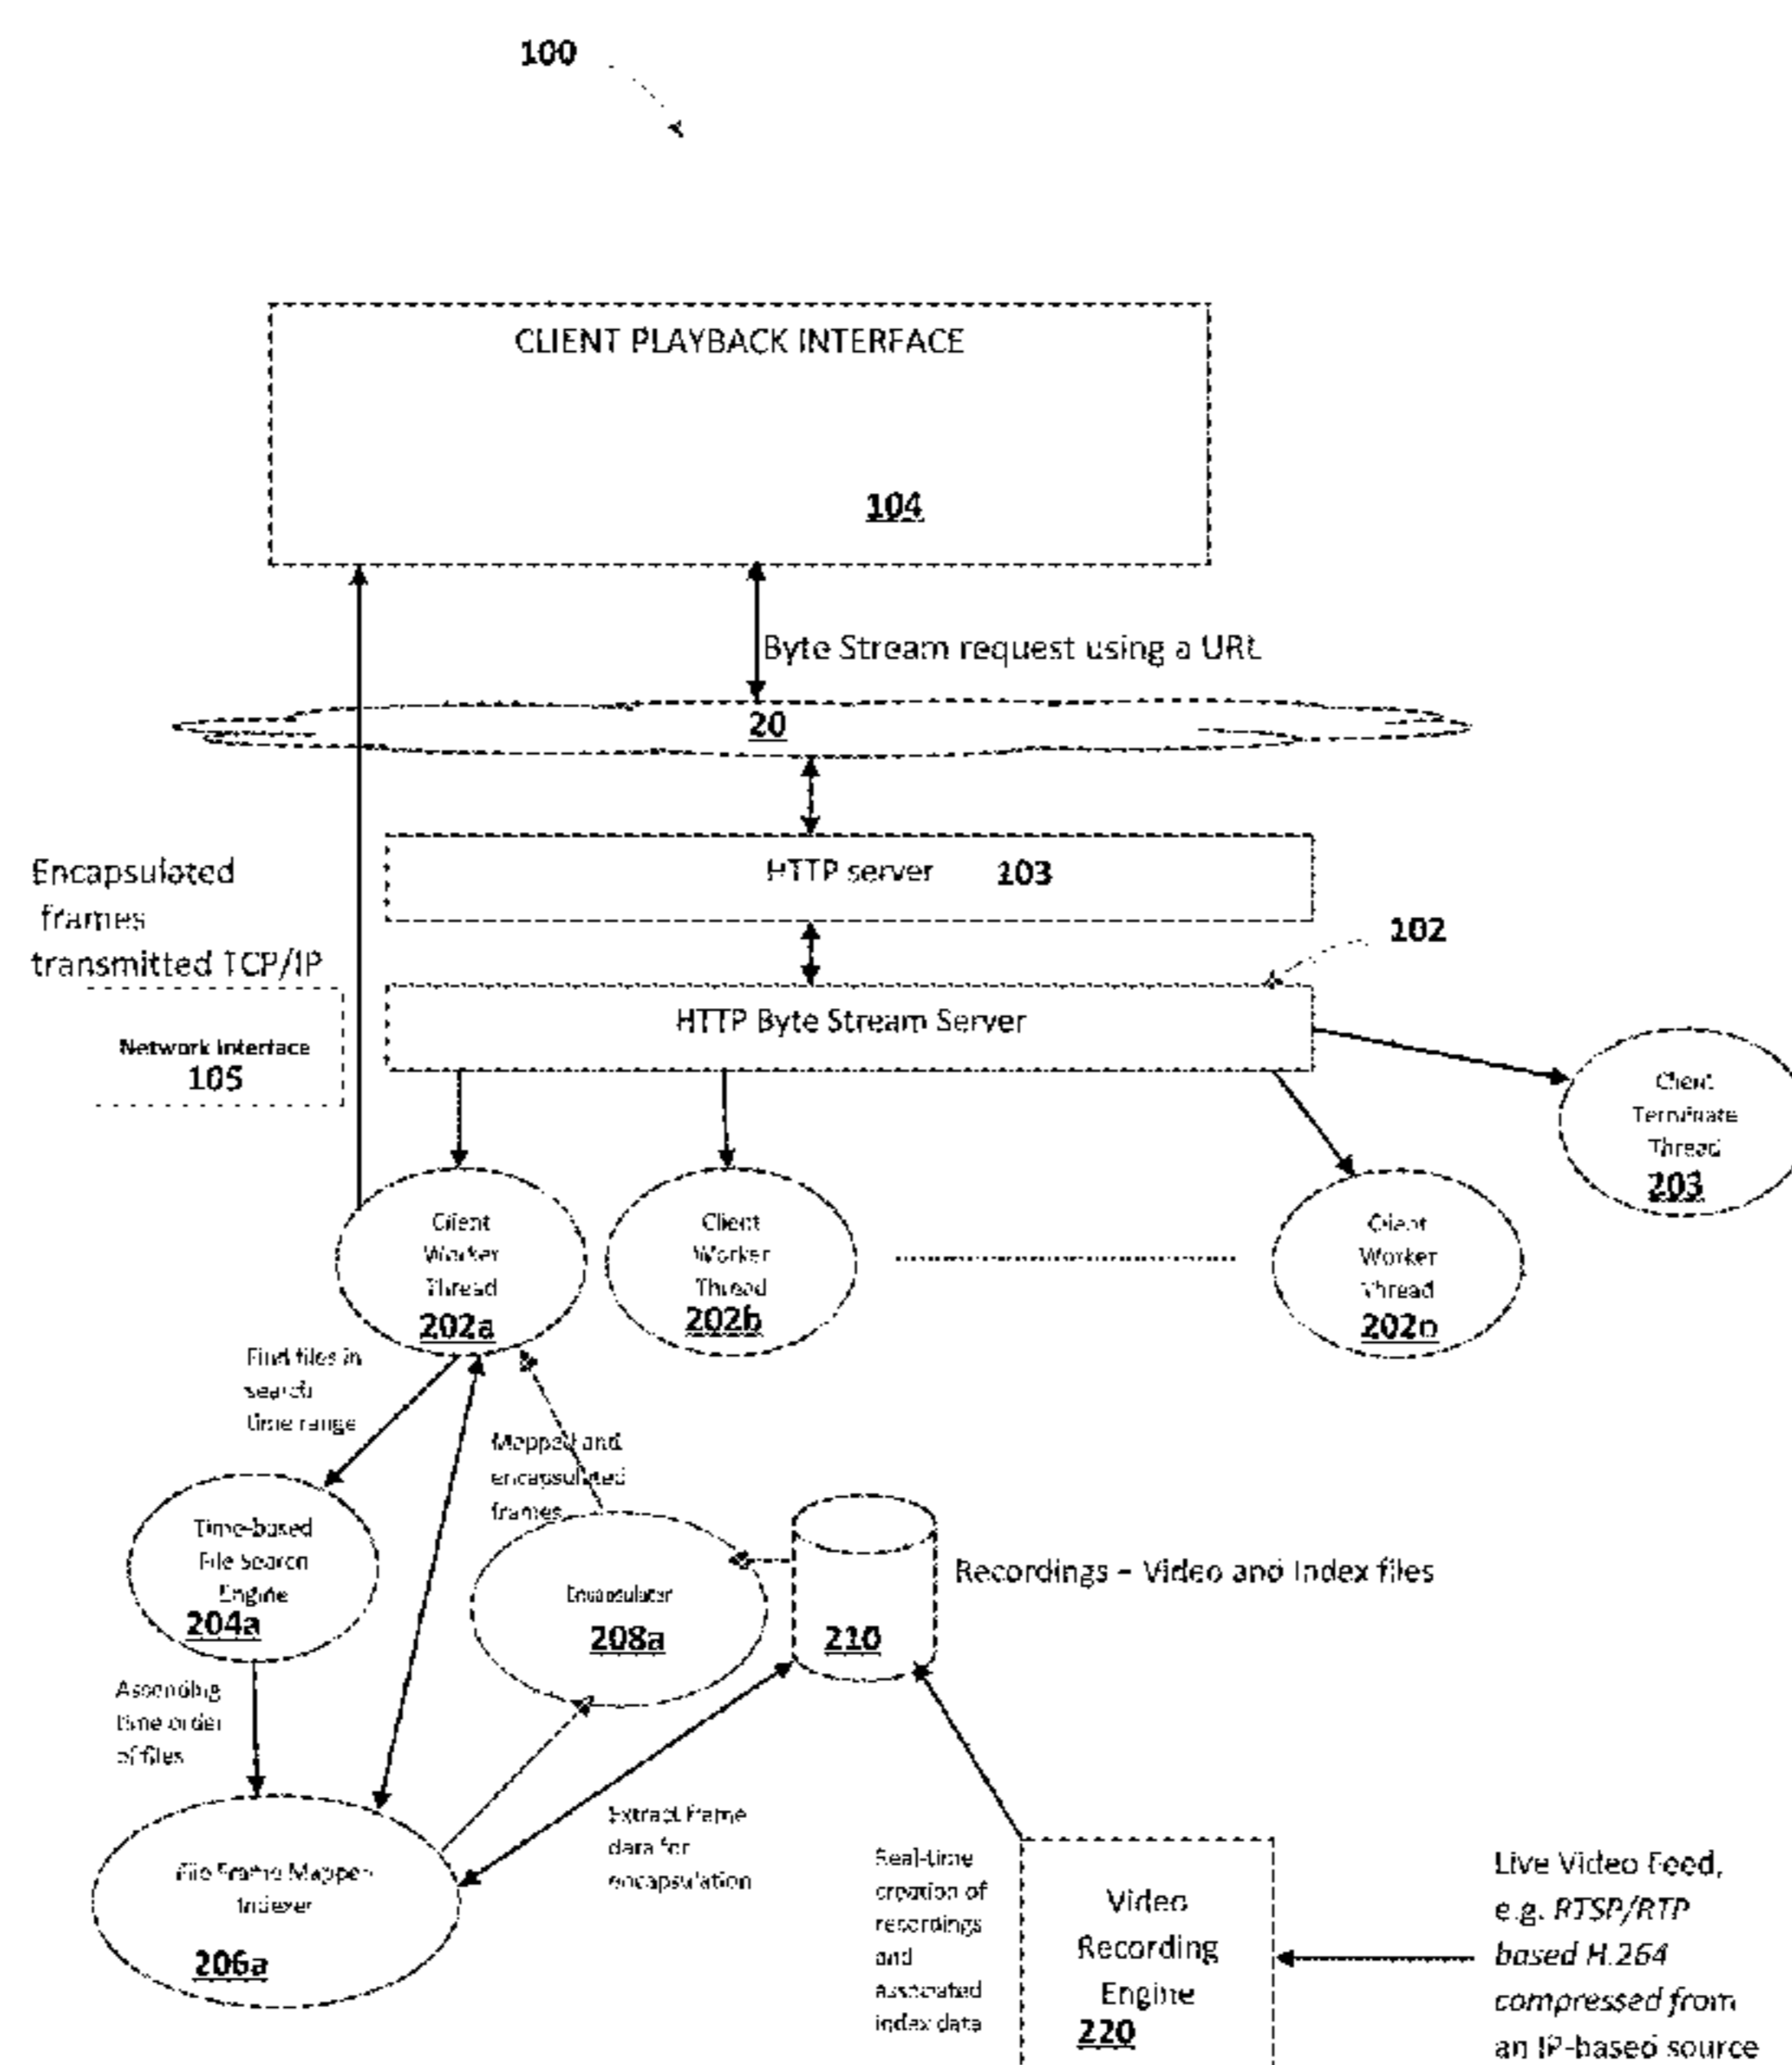 100
CLIENT PLAYBACK INTERFACE
104
Byte Stream request using a URL
20
HTTP server 103
Encapsulated
frames
transmitted TCP/IP
102
HTTP Byte Stream Server
Network Interface
105
Client
Terminate
Thread
203
Client
Worker
Thread
202a
Client
Worker
Thread
202b
Client
Worker
Thread
202n
Find files in
search
time range
Mapped and
encapsulated
frames
Time-based
File Search
Engine
204a
Encapsulater
208a
210
Recordings – Video and Index files
Ascending
time order
of files
Extract Frame
data for
encapsulation
File Frame Mapper
Indexer
206a
Real-time
creation of
recordings
and
associated
index data
Video
Recording
Engine
220
Live Video Feed,
e.g. RTSP/RTP
based H.264
compressed from
an IP-based source